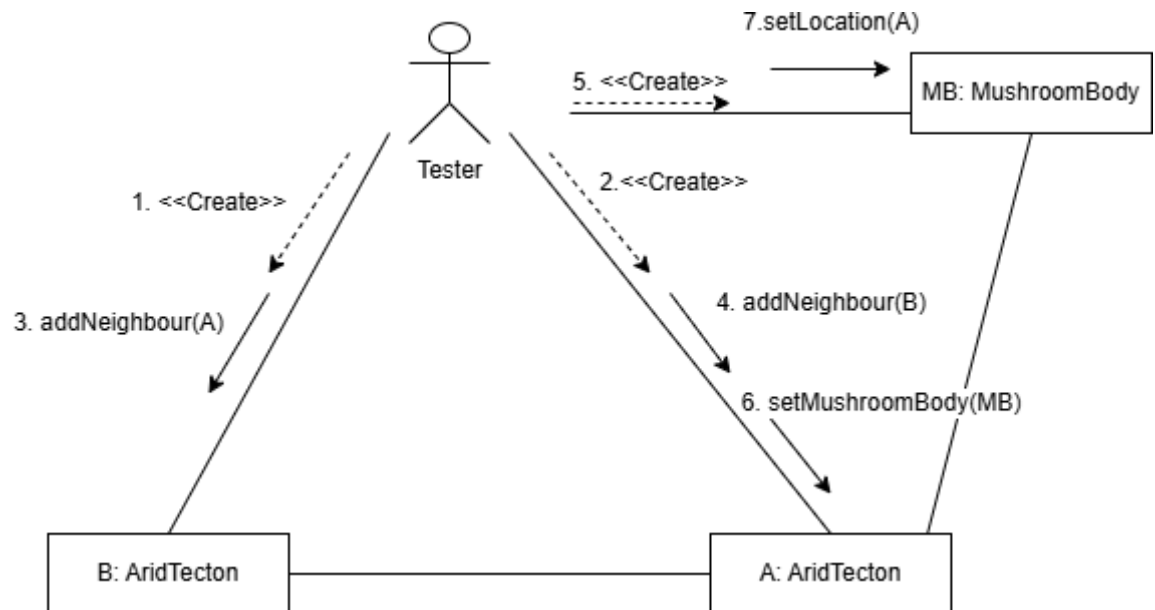 7.setLocation(A)
5. <<Create>>
MB: MushroomBody
Tester
1. <<Create>>
2.<<Create>>
3. addNeighbour(A)
4. addNeighbour(B)
6. setMushroomBody(MB)
B: AridTecton
A: AridTecton